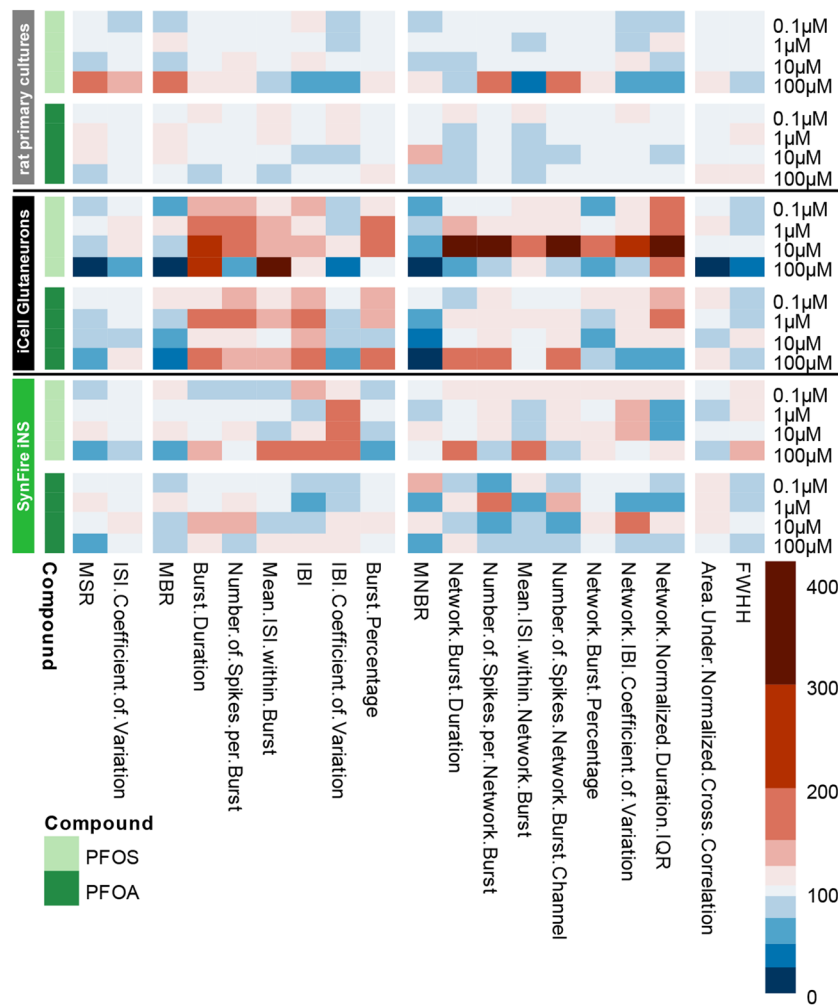 rat primary cultures
0.1µM
1µM
10µM
100µM
0.1µM
1µM
10µM
100µM
iCell Glutaneurons
0.1µM
1µM
10µM
100µM
0.1µM
1µM
10µM
100µM
SynFire iNS
0.1µM
1µM
10µM
100µM
0.1µM
1µM
10µM
100µM
Compound
MSR
ISI.Coefficient.of.Variation
MBR
Burst.Duration
Number.of.Spikes.per.Burst
Mean.ISI.within.Burst
IBI
IBI.Coefficient.of.Variation
Burst.Percentage
MNBR
Network.Burst.Duration
Number.of.Spikes.per.Network.Burst
Mean.ISI.within.Network.Burst
Number.of.Spikes.Network.Burst.Channel
Network.Burst.Percentage
Network.IBI.Coefficient.of.Variation
Network.Normalized.Duration.IQR
Area.Under.Normalized.Cross.Correlation
FWHH
400
300
200
100
0
Compound
PFOS
PFOA